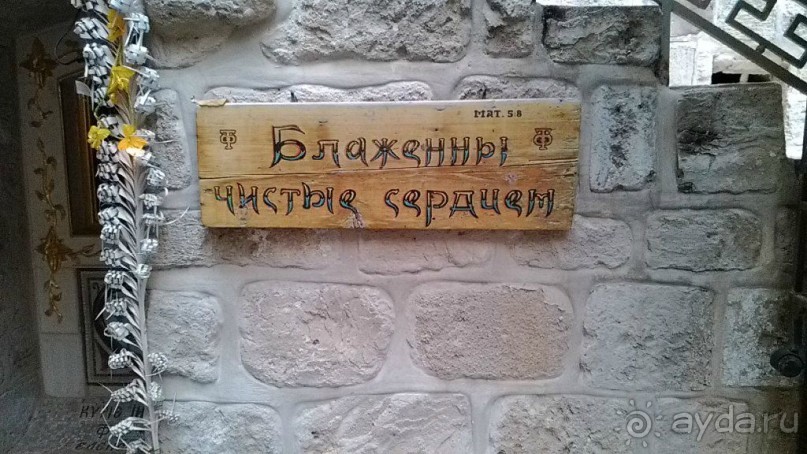 МАТ. 5:8
Блаженны
чистые сердцем
ayda.ru